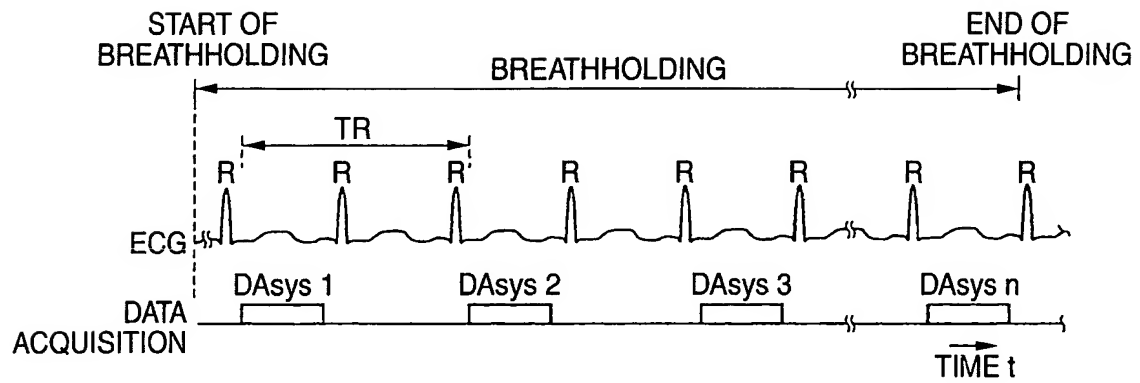 START OF
BREATHHOLDING
BREATHHOLDING
END OF
BREATHHOLDING
TR
R R R R R R R R
ECG
DAsys 1 DAsys 2 DAsys 3 DAsys n
DATA
ACQUISITION
TIME t